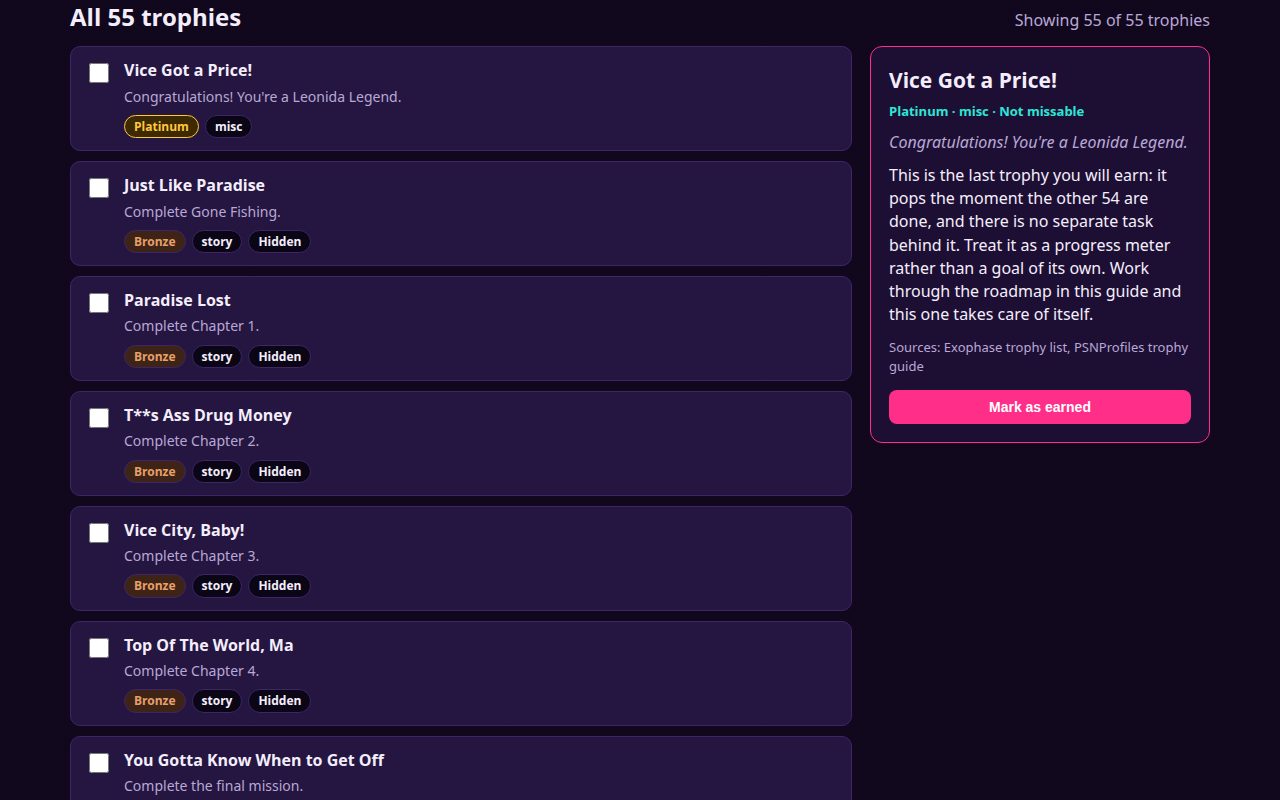 All 55 trophies
Showing 55 of 55 trophies
Vice Got a Price!
Congratulations! You're a Leonida Legend.
Platinum misc
Just Like Paradise
Complete Gone Fishing.
Bronze story Hidden
Paradise Lost
Complete Chapter 1.
Bronze story Hidden
T**s Ass Drug Money
Complete Chapter 2.
Bronze story Hidden
Vice City, Baby!
Complete Chapter 3.
Bronze story Hidden
Top Of The World, Ma
Complete Chapter 4.
Bronze story Hidden
You Gotta Know When to Get Off
Complete the final mission.
Vice Got a Price!
Platinum · misc · Not missable
Congratulations! You're a Leonida Legend.
This is the last trophy you will earn: it
pops the moment the other 54 are
done, and there is no separate task
behind it. Treat it as a progress meter
rather than a goal of its own. Work
through the roadmap in this guide and
this one takes care of itself.
Sources: Exophase trophy list, PSNProfiles trophy
guide
Mark as earned